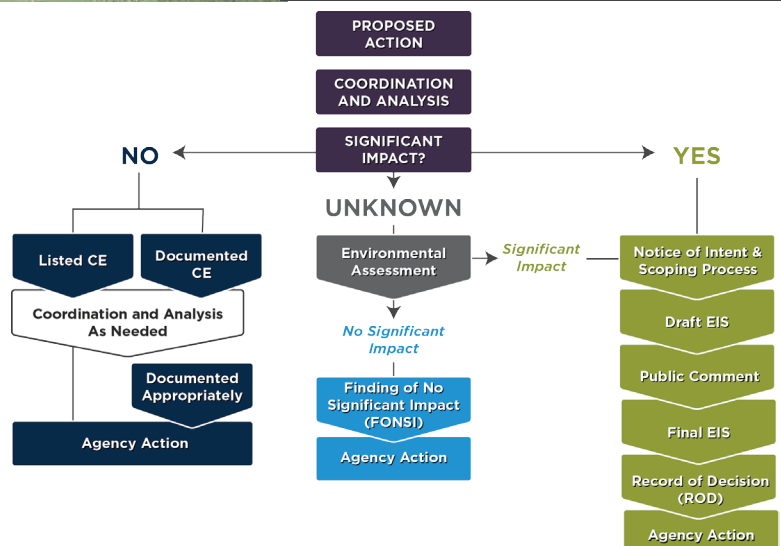 PROPOSED
ACTION
COORDINATION
AND ANALYSIS
SIGNIFICANT
IMPACT?
NO
YES
UNKNOWN
Listed CE
Documented
CE
Coordination and Analysis
As Needed
Documented
Appropriately
Agency Action
Environmental
Assessment
Significant
Impact
No Significant
Impact
Finding of No
Significant Impact
(FONSI)
Agency Action
Notice of Intent &
Scoping Process
Draft EIS
Public Comment
Final EIS
Record of Decision
(ROD)
Agency Action